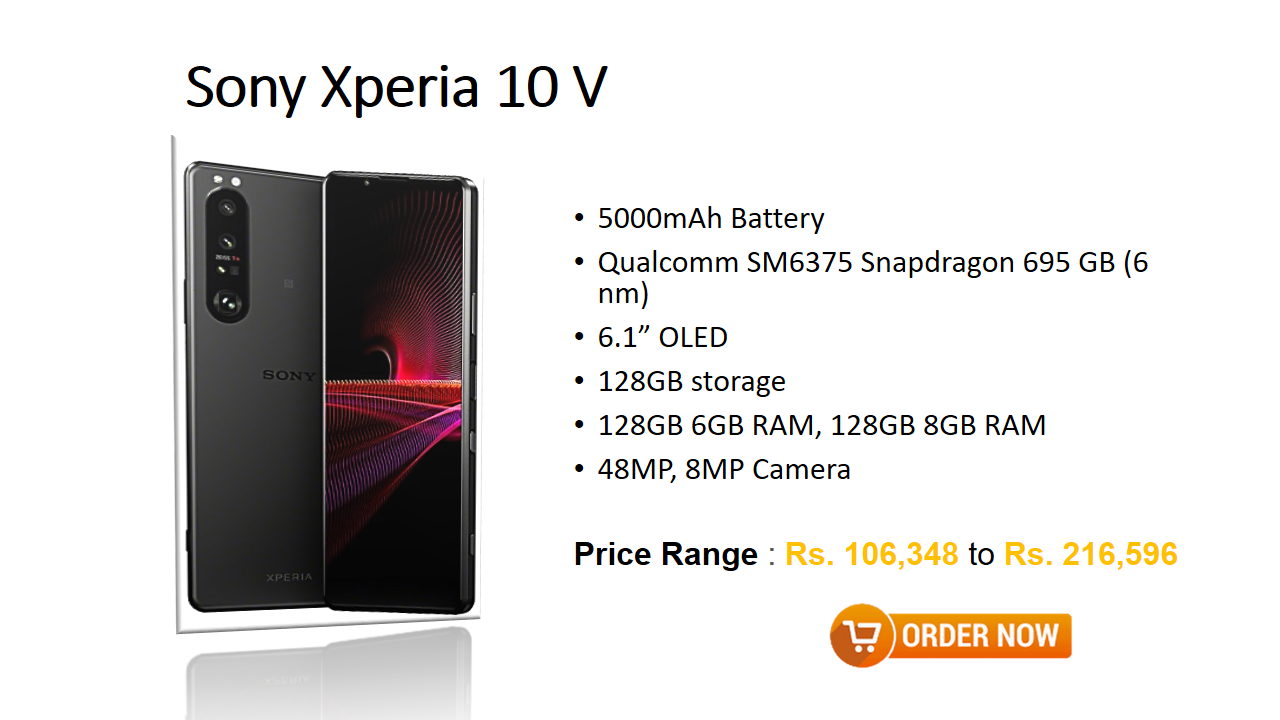 Sony Xperia 10 V
SONY
XPERIA
• 5000mAh Battery
• Qualcomm SM6375 Snapdragon 695 GB (6
nm)
• 6.1” OLED
• 128GB storage
• 128GB 6GB RAM, 128GB 8GB RAM
• 48MP, 8MP Camera
Price Range : Rs. 106,348 to Rs. 216,596
ORDER NOW